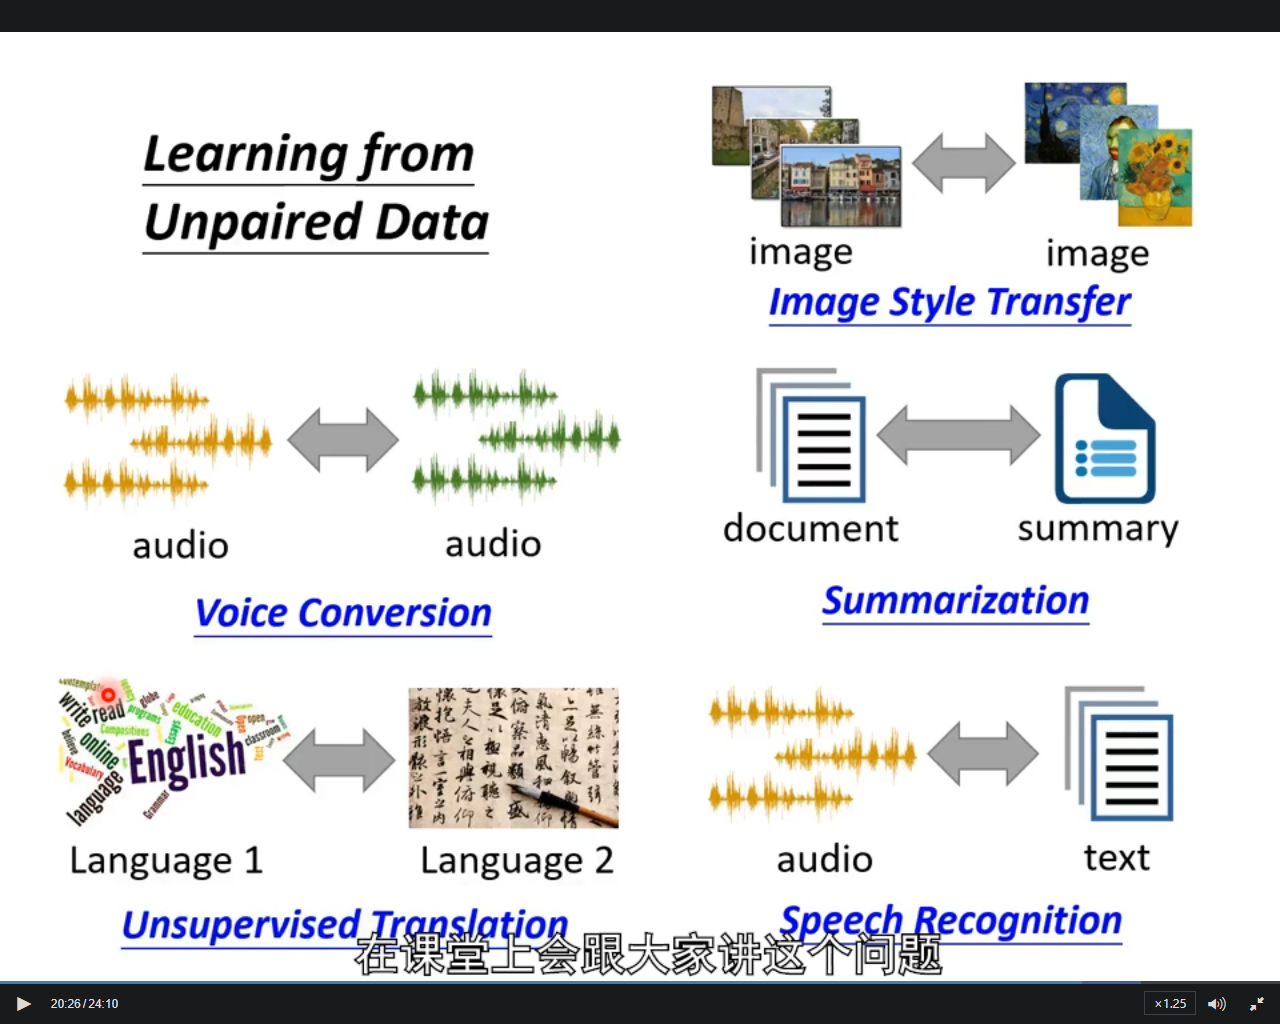 Learning from
Unpaired Data
image
image
Image Style Transfer
audio
audio
Voice Conversion
document
summary
Summarization
write
read
programs
globe
education
Compositions
Essays
open
classroom
online
believe
Vocabulary
English
language
Grammar
Language 1
Language 2
Unsupervised Translation
audio
text
Speech Recognition
在课堂上会跟大家讲这个问题
20:26/24:10
×1.25